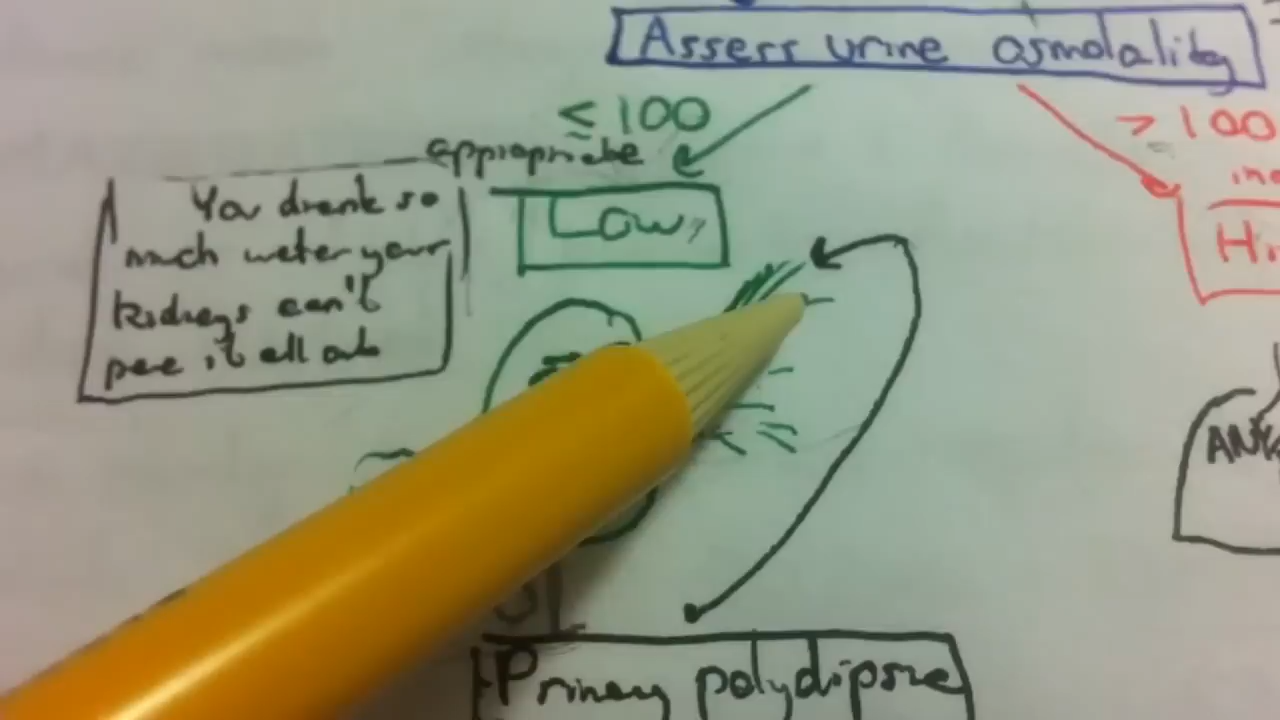 Assess urine osmolality
≤ 100
> 100
appropriate
Low
You drank so
much water your
kidneys can't
pee it all out
Primary polydipsia